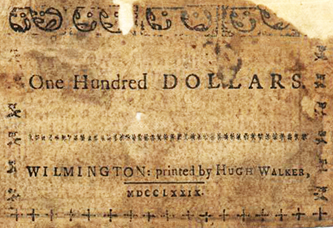 One Hundred DOLLARS.
WILMINGTON: printed by HUGH WALKER,
MDCCLXXIX.